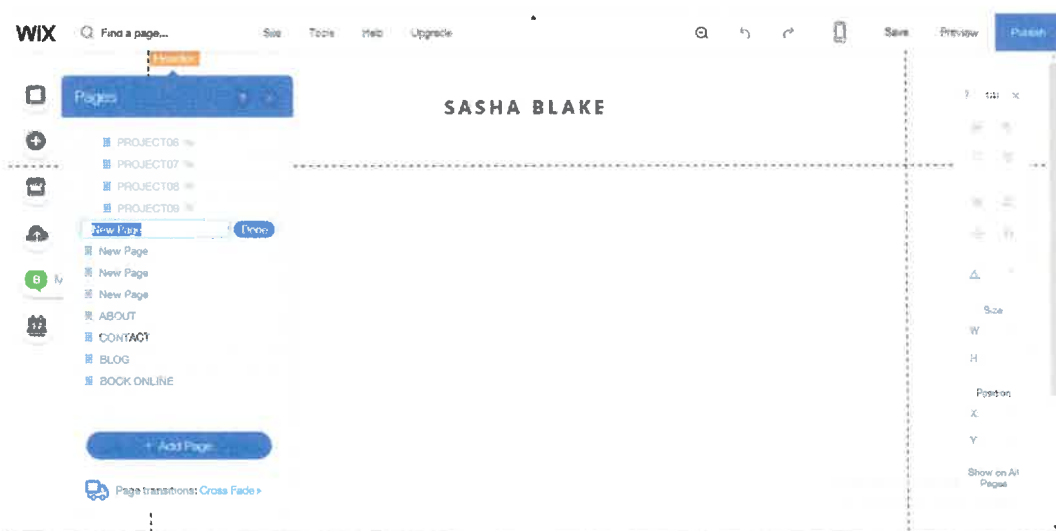 WiX Find a page... Site Tools Help Upgrade Save Preview Publish
Header
Pages
? ×
SASHA BLAKE
PROJECT06
PROJECT07
PROJECT08
PROJECT09
New Page Done
New Page
New Page
New Page
ABOUT
CONTACT
BLOG
BOOK ONLINE
+ Add Page
Page transitions: Cross Fade >
Size
W
H
Position
X
Y
Show on All
Pages